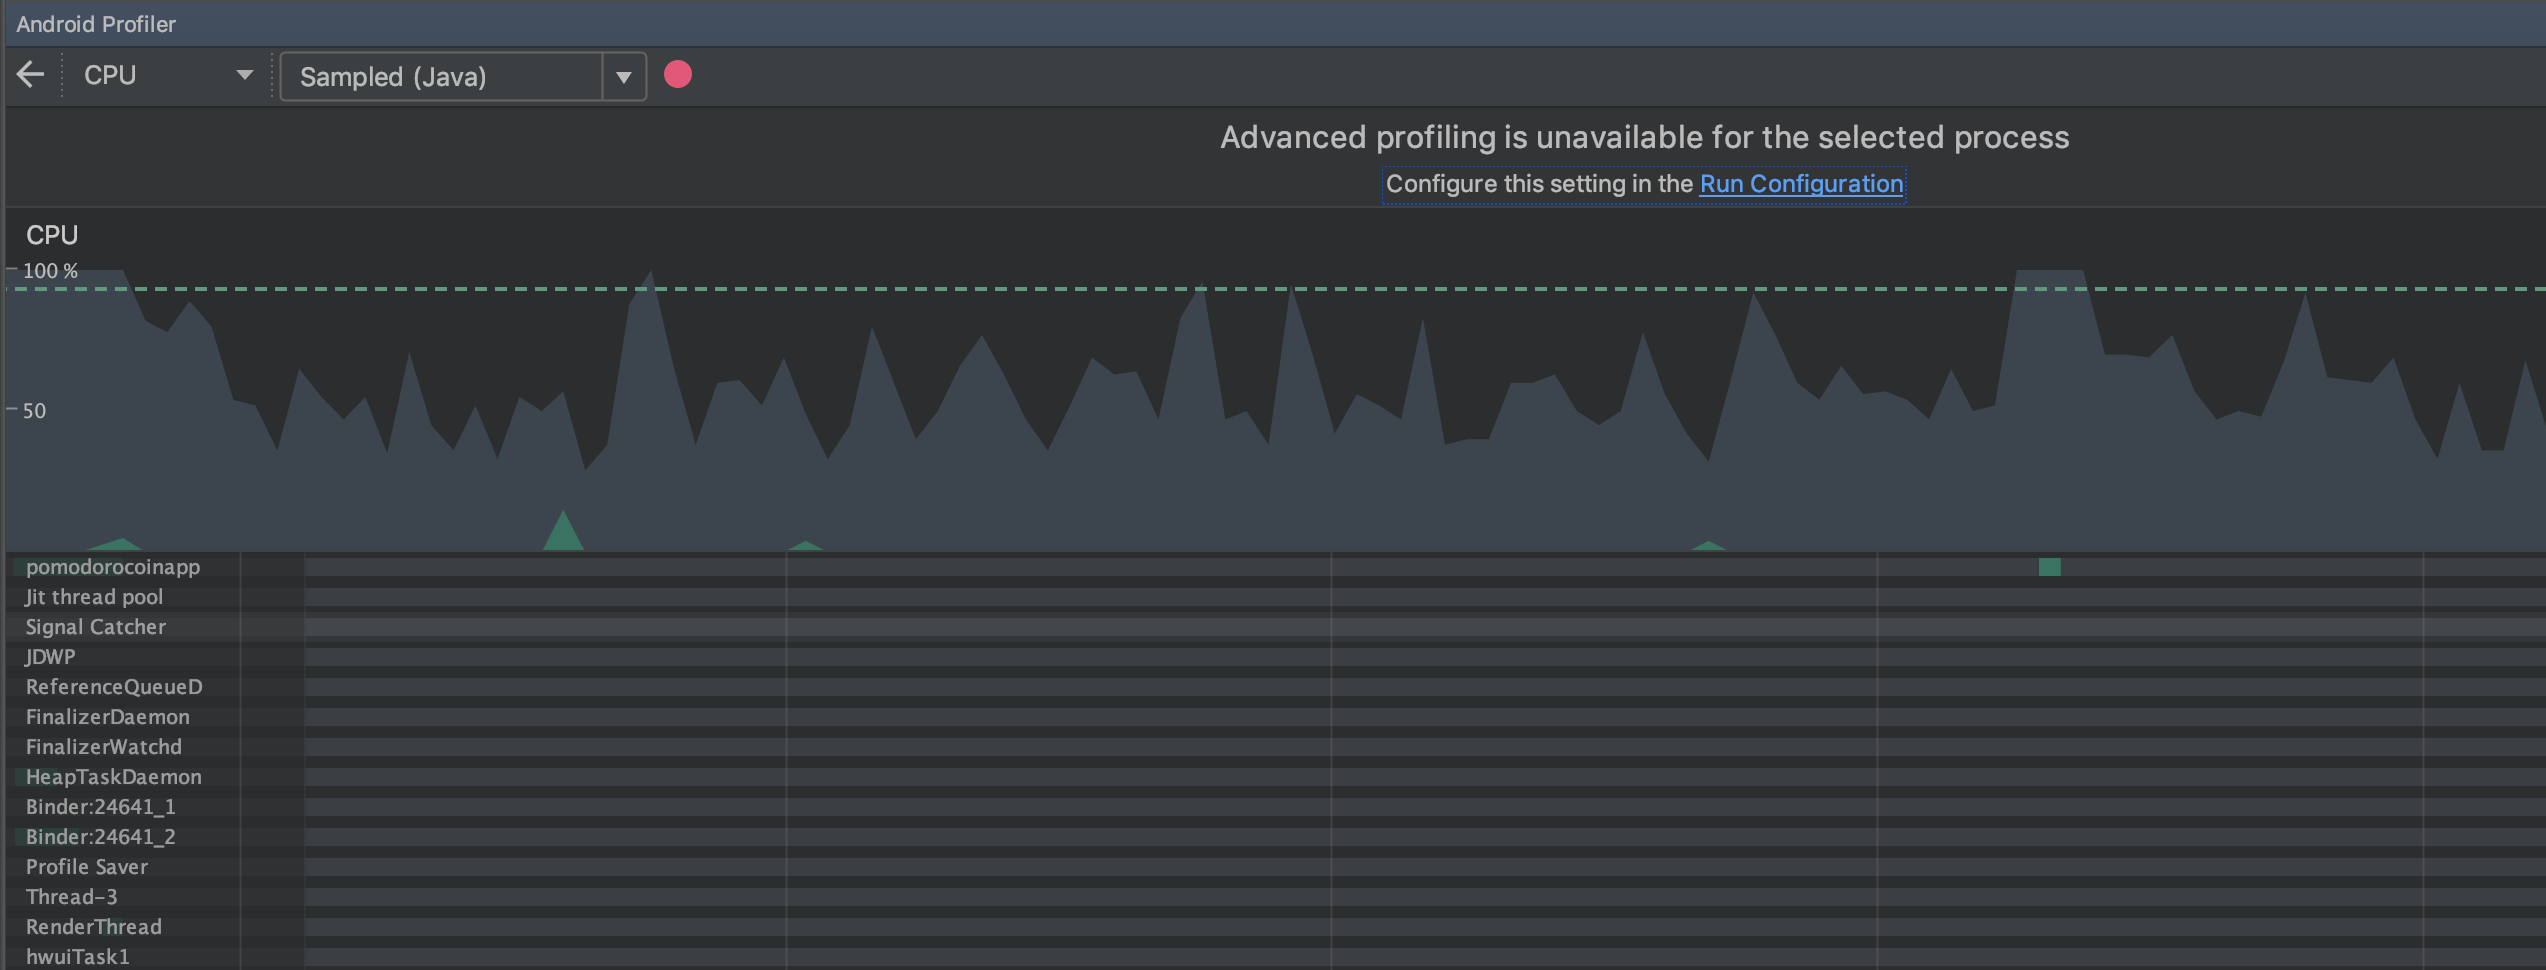 Android Profiler
CPU
Sampled (Java)
Advanced profiling is unavailable for the selected process
Configure this setting in the Run Configuration
CPU
100 %
50
pomodorocoinapp
Jit thread pool
Signal Catcher
JDWP
ReferenceQueueD
FinalizerDaemon
FinalizerWatchd
HeapTaskDaemon
Binder:24641_1
Binder:24641_2
Profile Saver
Thread-3
RenderThread
hwuiTask1